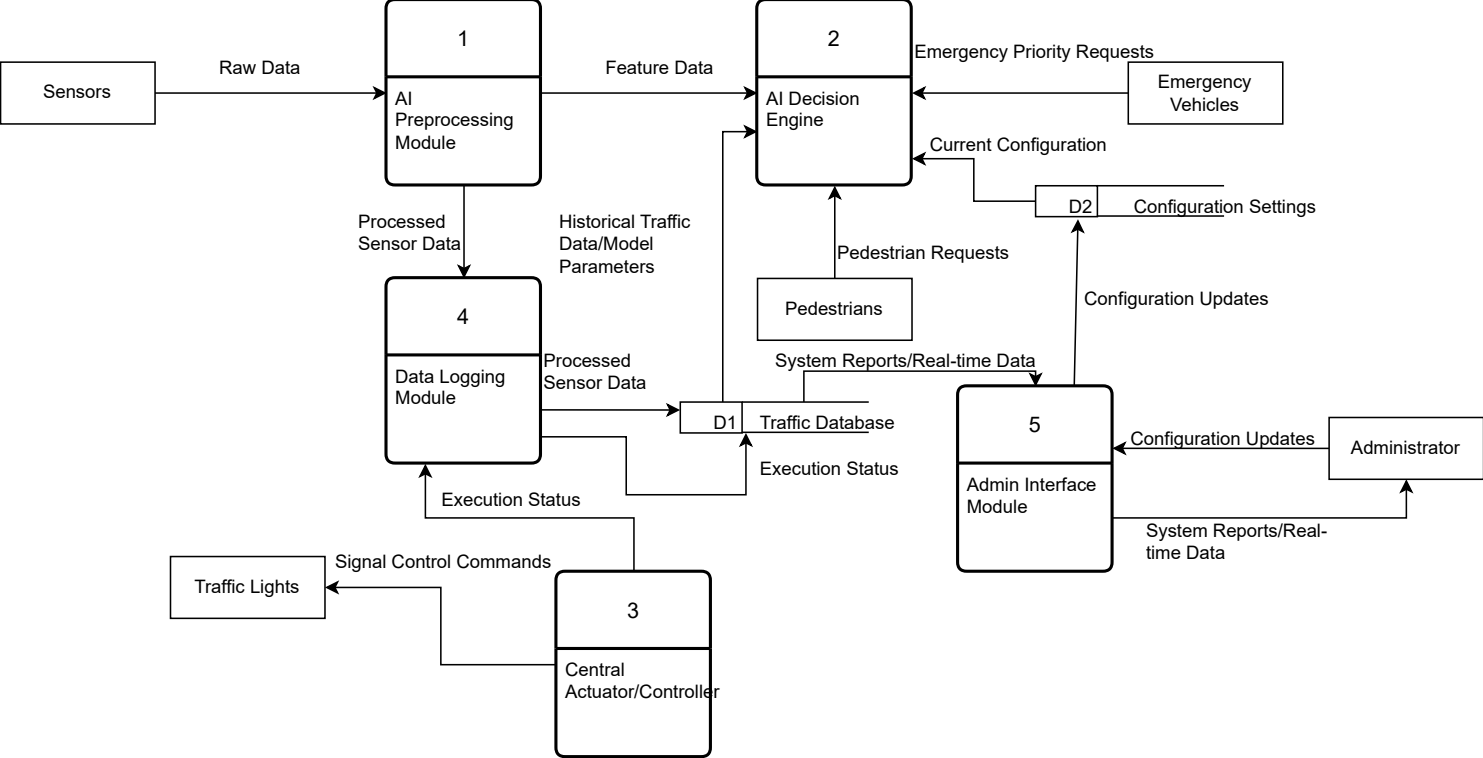 1
2
Emergency Priority Requests
Raw Data
Feature Data
Sensors
AI
Preprocessing
Module
AI Decision
Engine
Emergency
Vehicles
Current Configuration
D2
Configuration Settings
Processed
Sensor Data
Historical Traffic
Data/Model
Parameters
Pedestrian Requests
Configuration Updates
Pedestrians
4
Processed
Sensor Data
System Reports/Real-time Data
Data Logging
Module
D1
Traffic Database
5
Configuration Updates
Administrator
Execution Status
Admin Interface
Module
Execution Status
System Reports/Real-
time Data
Signal Control Commands
Traffic Lights
3
Central
Actuator/Controller